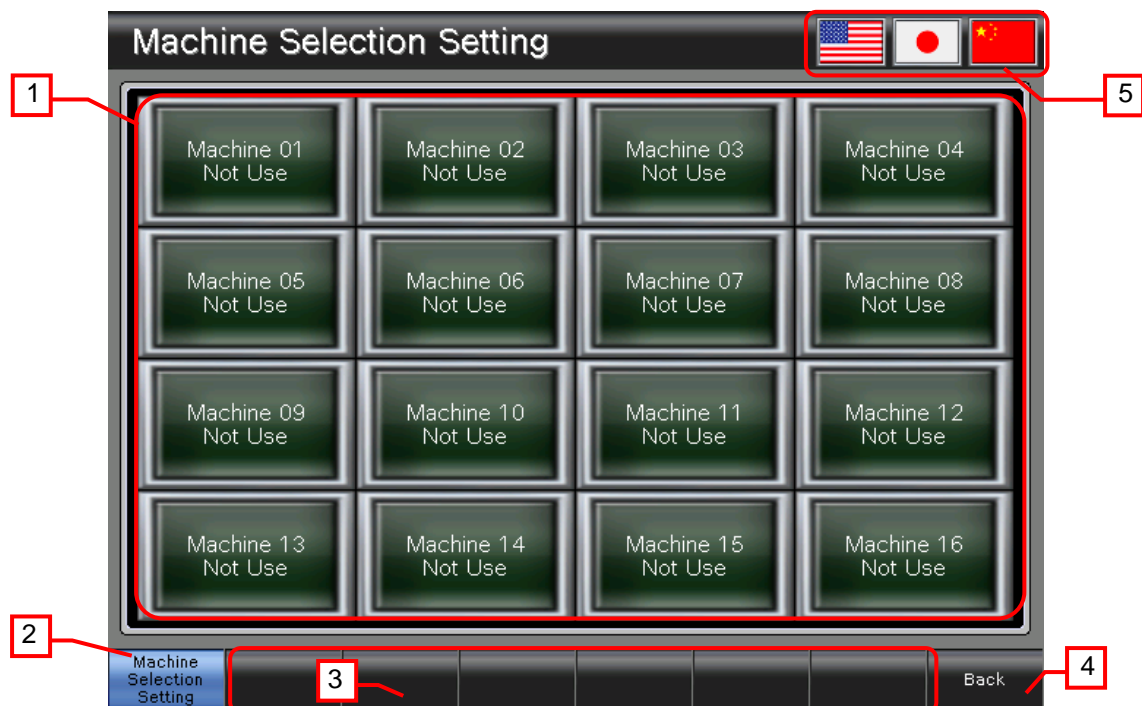 Machine Selection Setting
1
5
Machine 01
Not Use
Machine 02
Not Use
Machine 03
Not Use
Machine 04
Not Use
Machine 05
Not Use
Machine 06
Not Use
Machine 07
Not Use
Machine 08
Not Use
Machine 09
Not Use
Machine 10
Not Use
Machine 11
Not Use
Machine 12
Not Use
Machine 13
Not Use
Machine 14
Not Use
Machine 15
Not Use
Machine 16
Not Use
2
Machine
Selection
Setting
3
Back
4